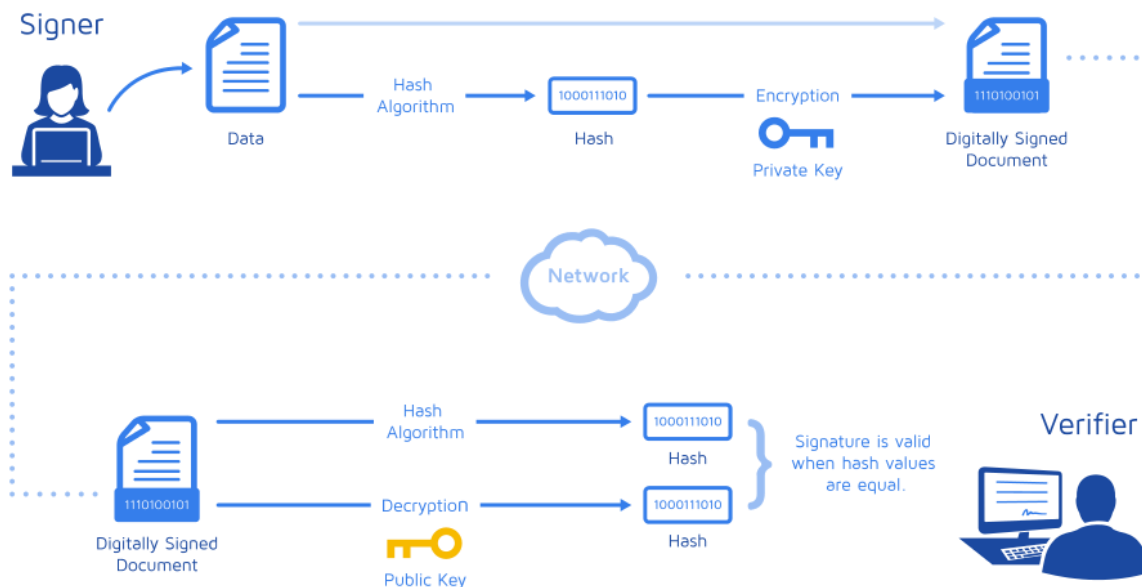 Signer
Hash
Algorithm
1000111010
Encryption
1110100101
Data
Hash
Private Key
Digitally Signed
Document
Network
Hash
Algorithm
1000111010
Hash
Signature is valid
when hash values
are equal.
Verifier
1110100101
Decryption
1000111010
Digitally Signed
Document
Public Key
Hash